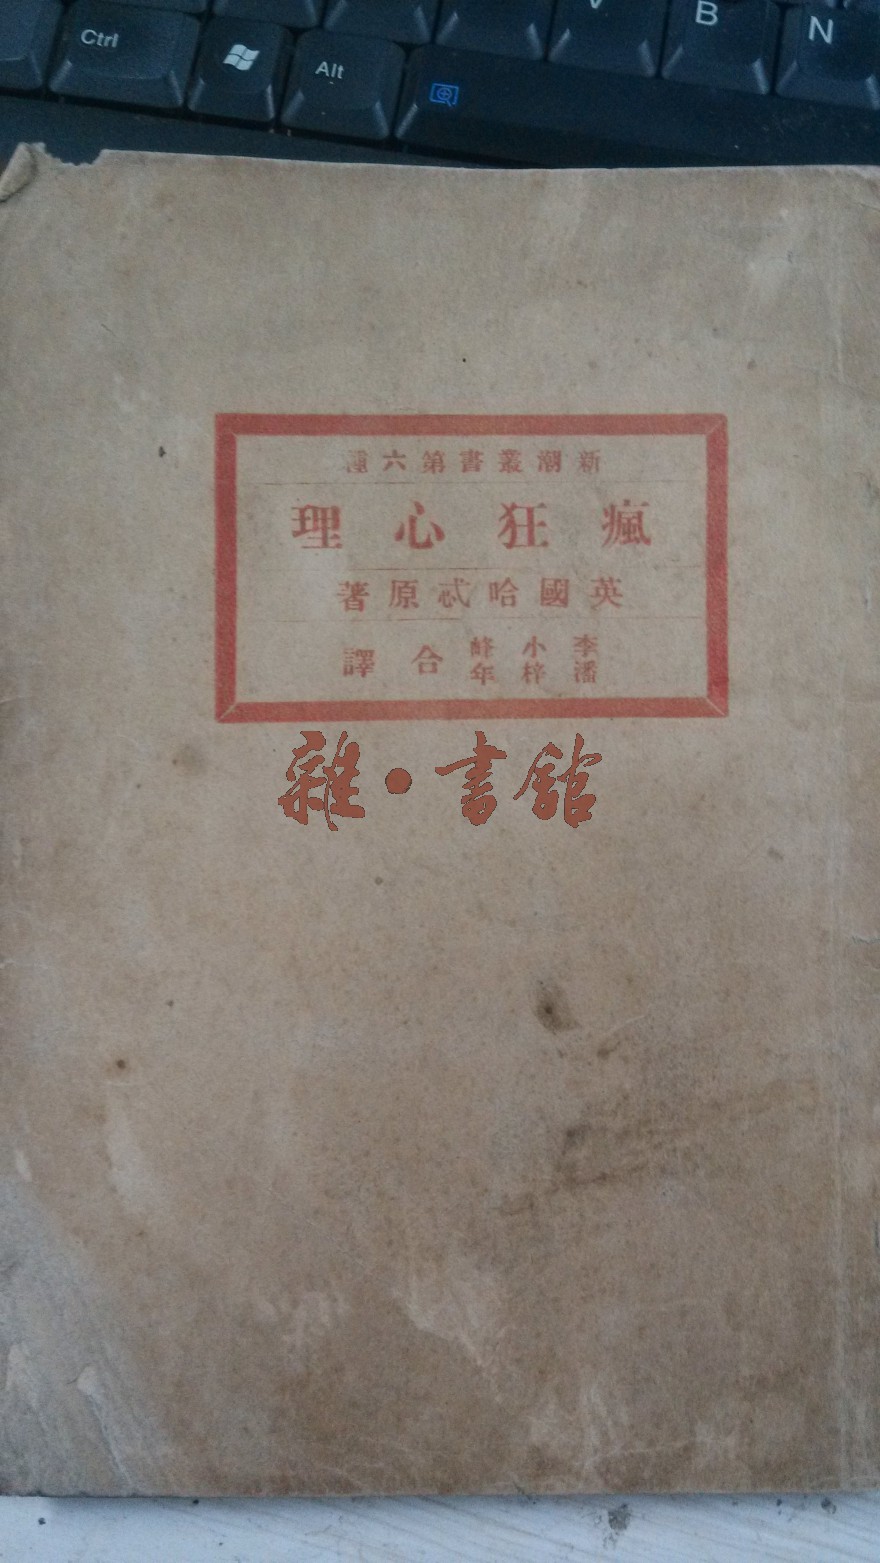 Ctrl
Alt
V
B
N
新潮叢書第六種
瘋狂心理
英國哈忒原著
李小峰
潘梓年
合譯
雜·書館